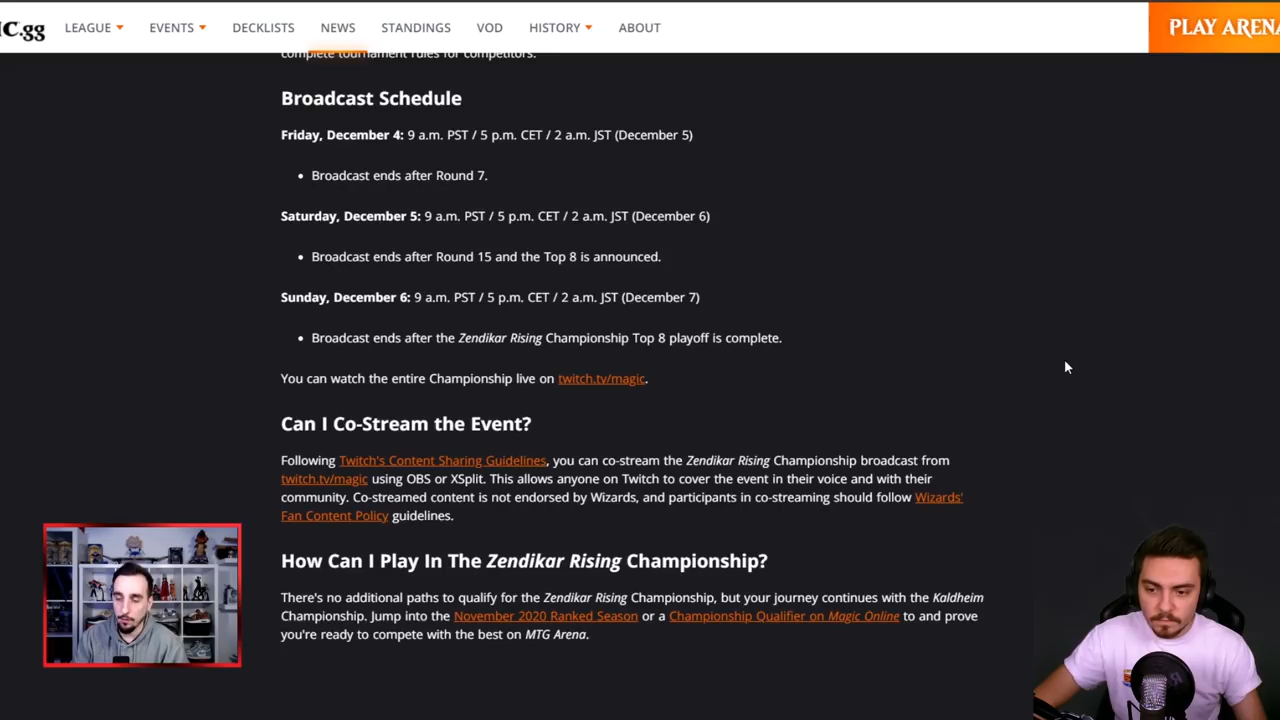 C.gg LEAGUE EVENTS DECKLISTS NEWS STANDINGS VOD HISTORY ABOUT PLAY ARENA
complete tournament rules for competitors.
Broadcast Schedule
Friday, December 4: 9 a.m. PST / 5 p.m. CET / 2 a.m. JST (December 5)
• Broadcast ends after Round 7.
Saturday, December 5: 9 a.m. PST / 5 p.m. CET / 2 a.m. JST (December 6)
• Broadcast ends after Round 15 and the Top 8 is announced.
Sunday, December 6: 9 a.m. PST / 5 p.m. CET / 2 a.m. JST (December 7)
• Broadcast ends after the Zendikar Rising Championship Top 8 playoff is complete.
You can watch the entire Championship live on twitch.tv/magic.
Can I Co-Stream the Event?
Following Twitch's Content Sharing Guidelines, you can co-stream the Zendikar Rising Championship broadcast from
twitch.tv/magic using OBS or XSplit. This allows anyone on Twitch to cover the event in their voice and with their
community. Co-streamed content is not endorsed by Wizards, and participants in co-streaming should follow Wizards'
Fan Content Policy guidelines.
How Can I Play In The Zendikar Rising Championship?
There's no additional paths to qualify for the Zendikar Rising Championship, but your journey continues with the Kaldheim
Championship. Jump into the November 2020 Ranked Season or a Championship Qualifier on Magic Online to and prove
you're ready to compete with the best on MTG Arena.